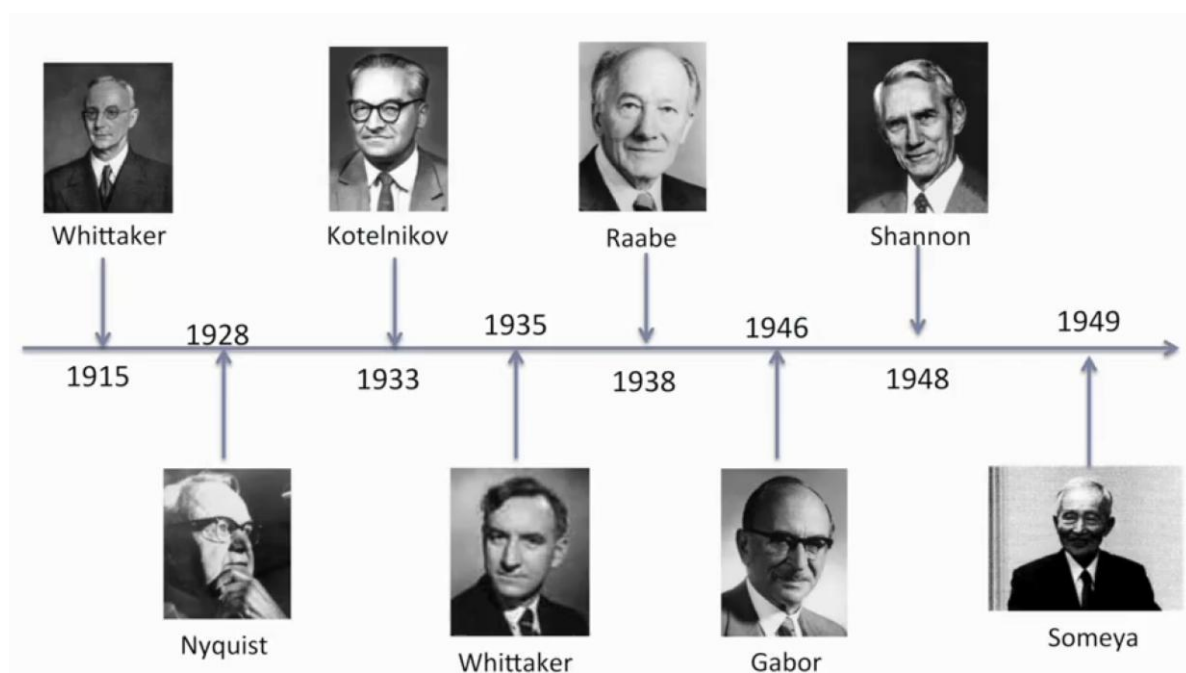 Whittaker
Kotelnikov
Raabe
Shannon
1928
1935
1946
1949
1915
1933
1938
1948
Nyquist
Whittaker
Gabor
Someya